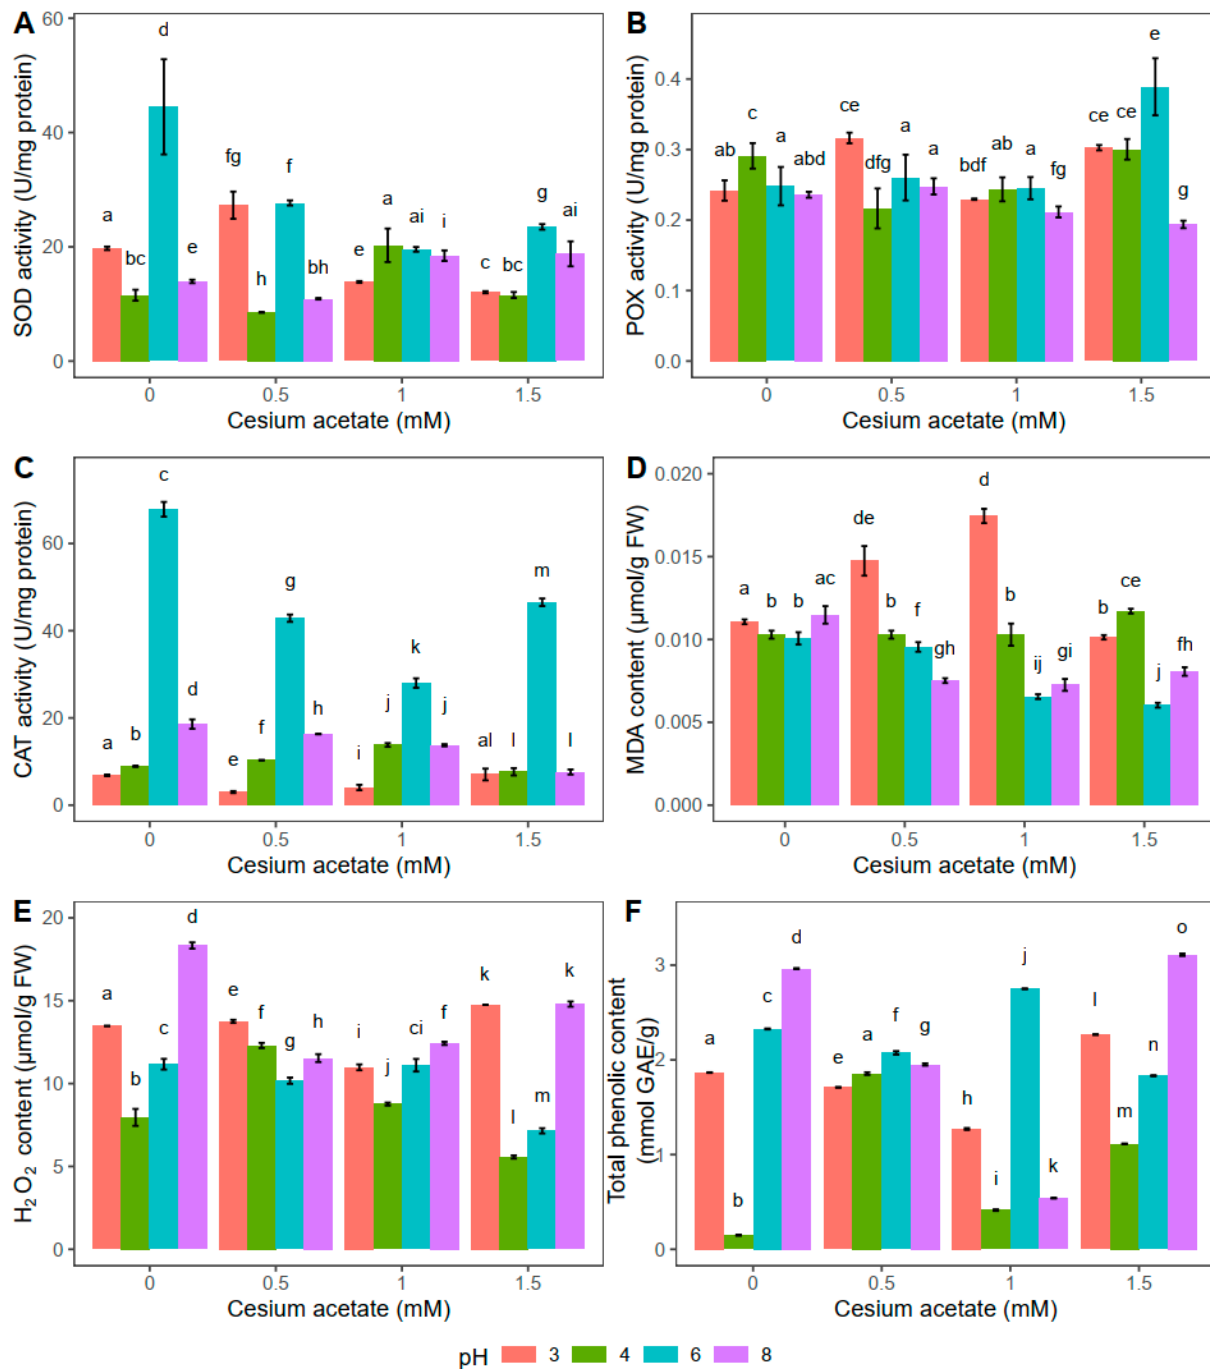 A
SOD activity (U/mg protein)
60
40
20
0
a
bc
d
e
fg
h
f
bh
e
a
ai
i
c
bc
g
ai
0
0.5
1
1.5
Cesium acetate (mM)
B
POX activity (U/mg protein)
0.4
0.3
0.2
0.1
0.0
ab
c
a
abd
ce
dfg
a
a
bdf
ab
a
fg
ce
ce
e
g
0
0.5
1
1.5
Cesium acetate (mM)
C
CAT activity (U/mg protein)
60
40
20
0
a
b
c
d
e
f
g
h
i
j
k
j
al
l
m
l
0
0.5
1
1.5
Cesium acetate (mM)
D
MDA content (µmol/g FW)
0.020
0.015
0.010
0.005
0.000
a
b
b
ac
de
b
f
gh
d
b
ij
gi
b
ce
j
fh
0
0.5
1
1.5
Cesium acetate (mM)
E
H₂O₂ content (µmol/g FW)
20
15
10
5
0
a
b
c
d
e
f
g
h
i
j
ci
f
k
l
m
k
0
0.5
1
1.5
Cesium acetate (mM)
F
Total phenolic content
(mmol GAE/g)
3
2
1
0
a
b
c
d
e
a
f
g
h
i
j
k
l
m
n
o
0
0.5
1
1.5
Cesium acetate (mM)
pH 3 4 6 8